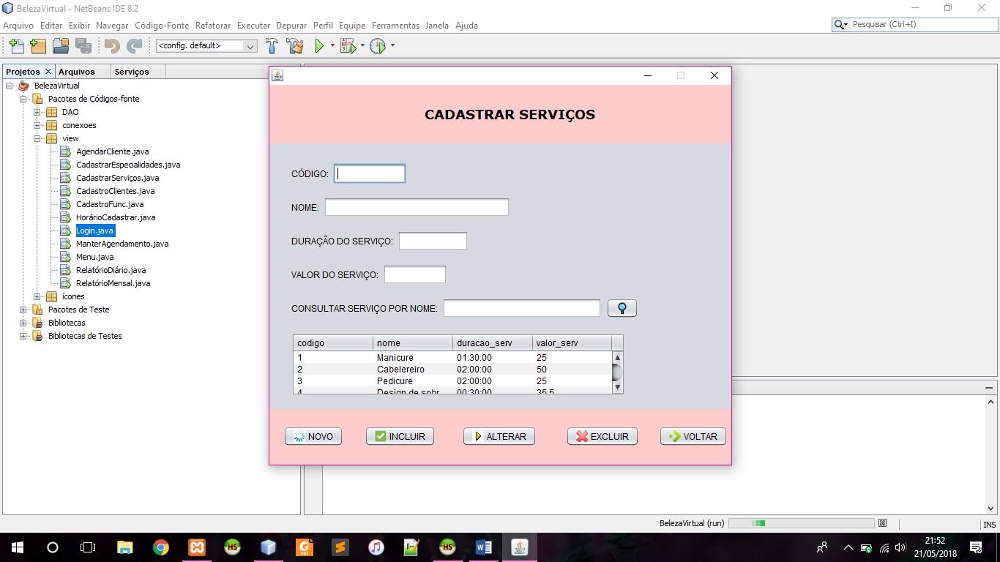 BelezaVirtual - NetBeans IDE 8.2
Arquivo Editar Exibir Navegar Código-Fonte Refatorar Executar Depurar Perfil Equipe Ferramentas Janela Ajuda
Pesquisar (Ctrl+I)
<config. default>
Projetos Arquivos Serviços
BelezaVirtual
Pacotes de Códigos-fonte
DAO
conexoes
view
AgendarCliente.java
CadastrarEspecialidades.java
CadastrarServiços.java
CadastroClientes.java
CadastroFunc.java
HorárioCadastrar.java
Login.java
ManterAgendamento.java
Menu.java
RelatórioDiário.java
RelatórioMensal.java
ícones
Pacotes de Teste
Bibliotecas
Bibliotecas de Testes
CADASTRAR SERVIÇOS
CÓDIGO:
NOME:
DURAÇÃO DO SERVIÇO:
VALOR DO SERVIÇO:
CONSULTAR SERVIÇO POR NOME:
codigo nome duracao_serv valor_serv
1 Manicure 01:30:00 25
2 Cabelereiro 02:00:00 50
3 Pedicure 02:00:00 25
4 Design de sobr 00:30:00 35.5
NOVO INCLUIR ALTERAR EXCLUIR VOLTAR
BelezaVirtual (run)
INS
HS HS
21:52
21/05/2018